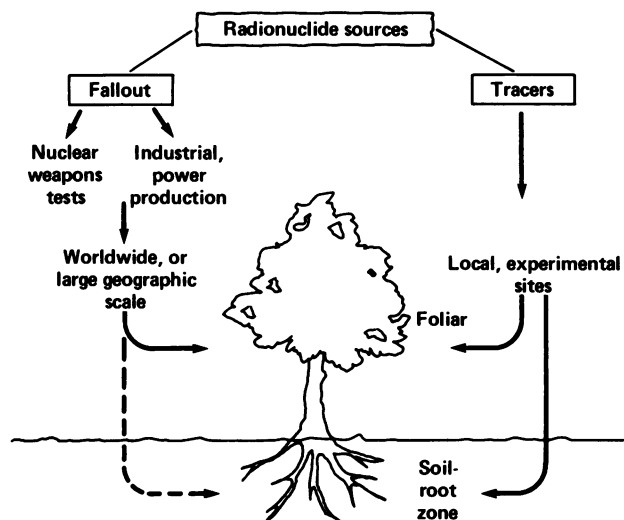 Radionuclide sources
Fallout
Tracers
Nuclear
weapons
tests
Industrial,
power
production
Worldwide, or
large geographic
scale
Local, experimental
sites
Foliar
Soil-
root
zone